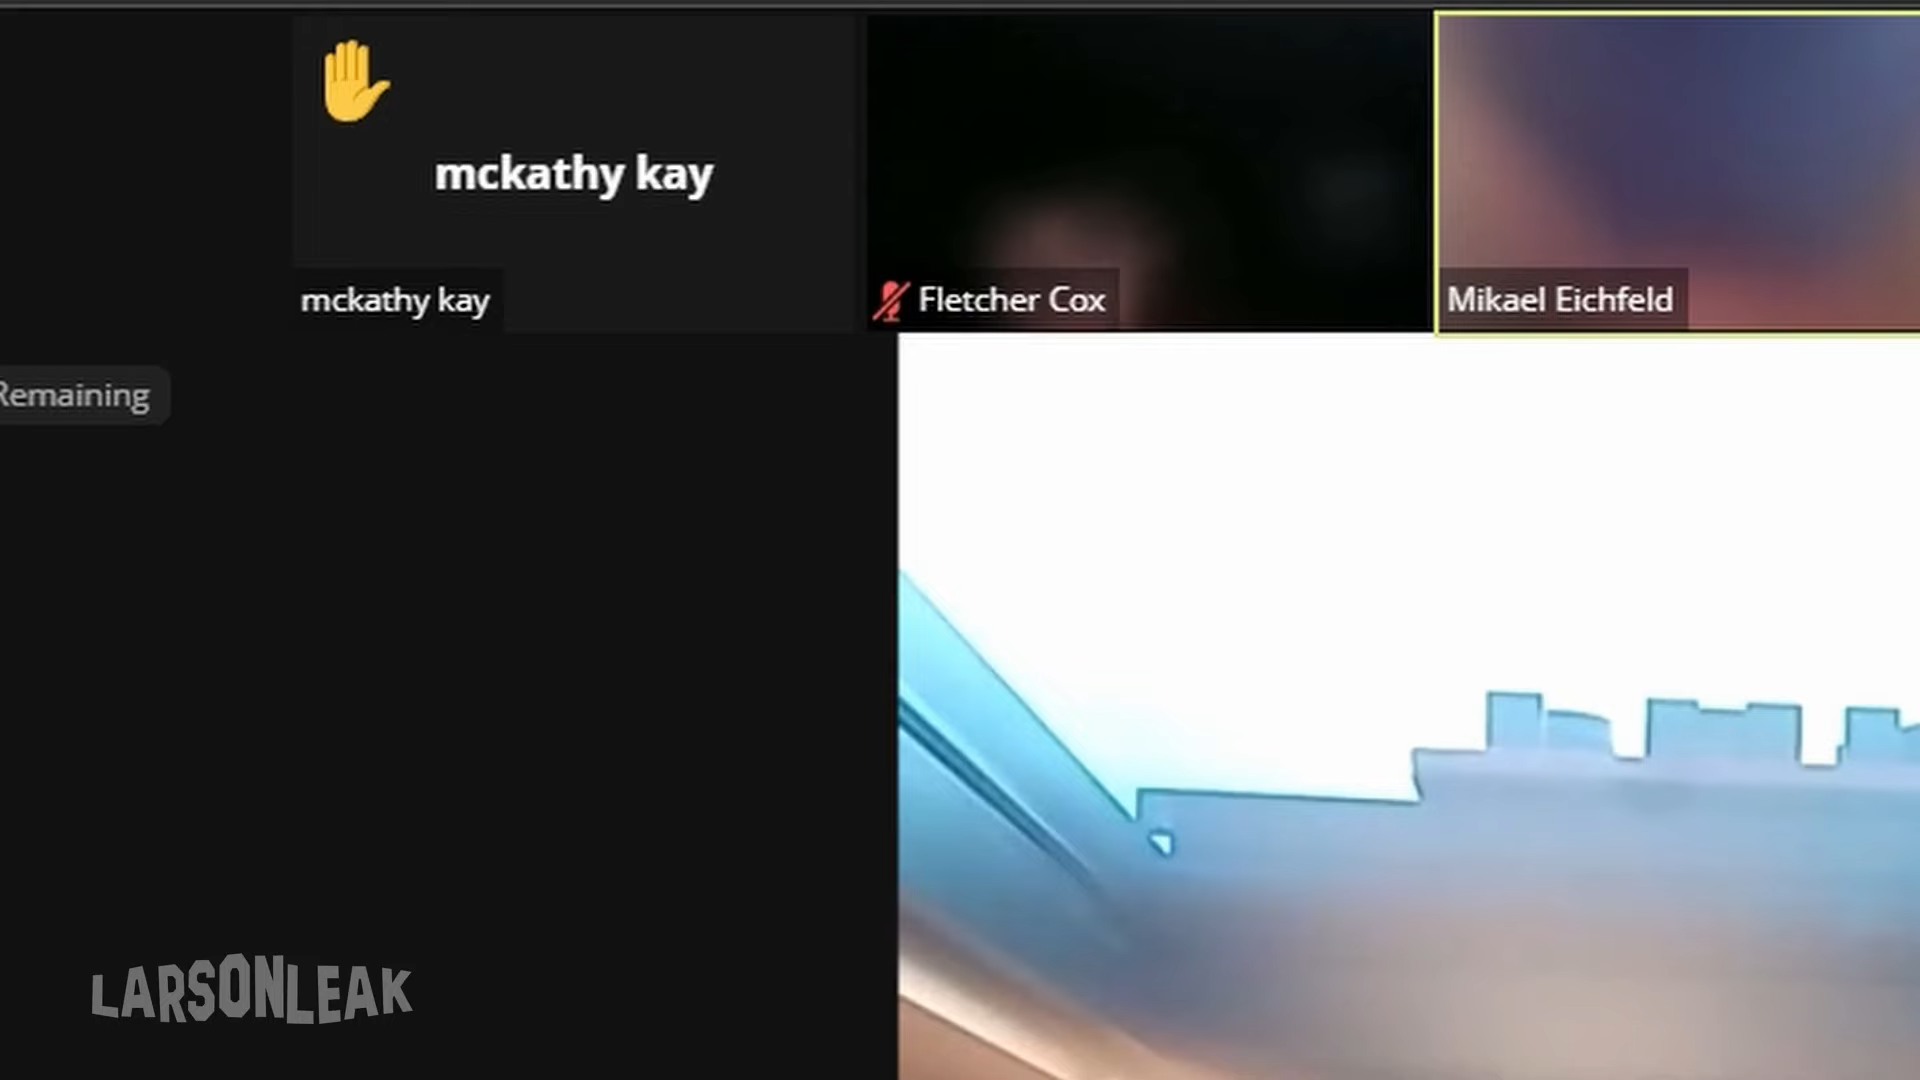 mckathy kay
mckathy kay
Fletcher Cox
Mikael Eichfeld
Remaining
LARSONLEAK